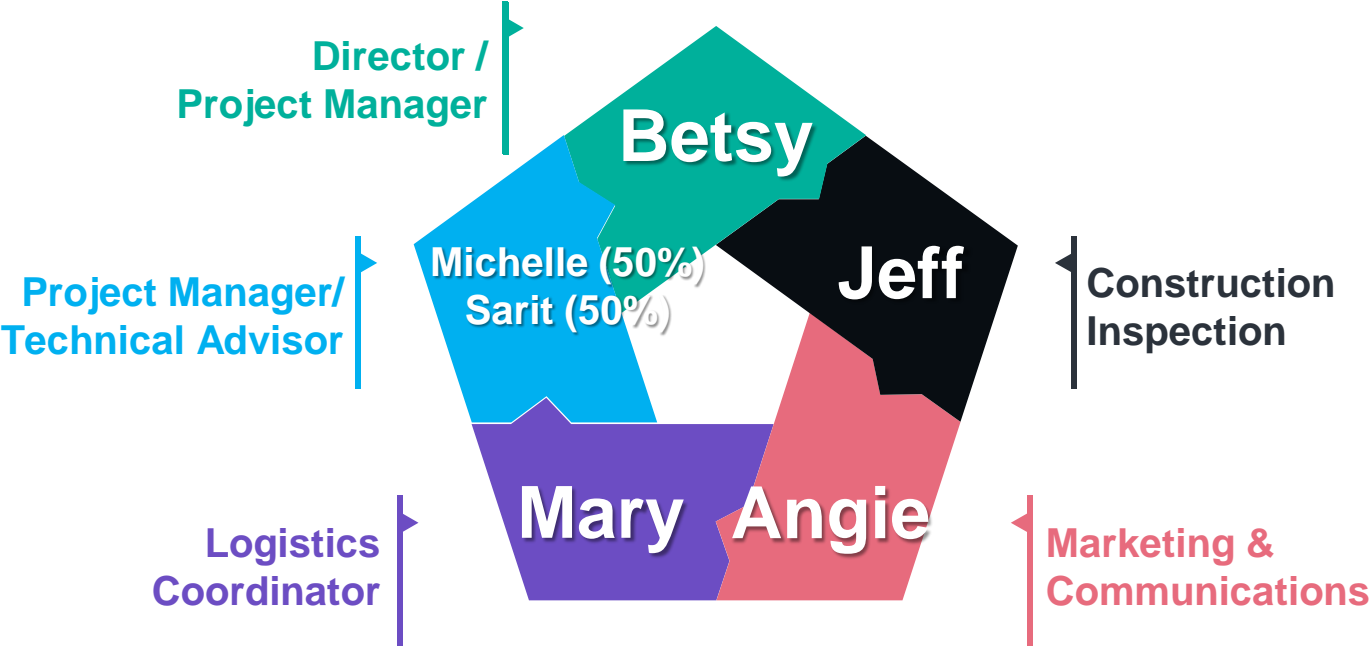 Director /
Project Manager
Betsy
Michelle (50%)
Sarit (50%)
Jeff
Project Manager/
Technical Advisor
Construction
Inspection
Mary
Angie
Logistics
Coordinator
Marketing &
Communications